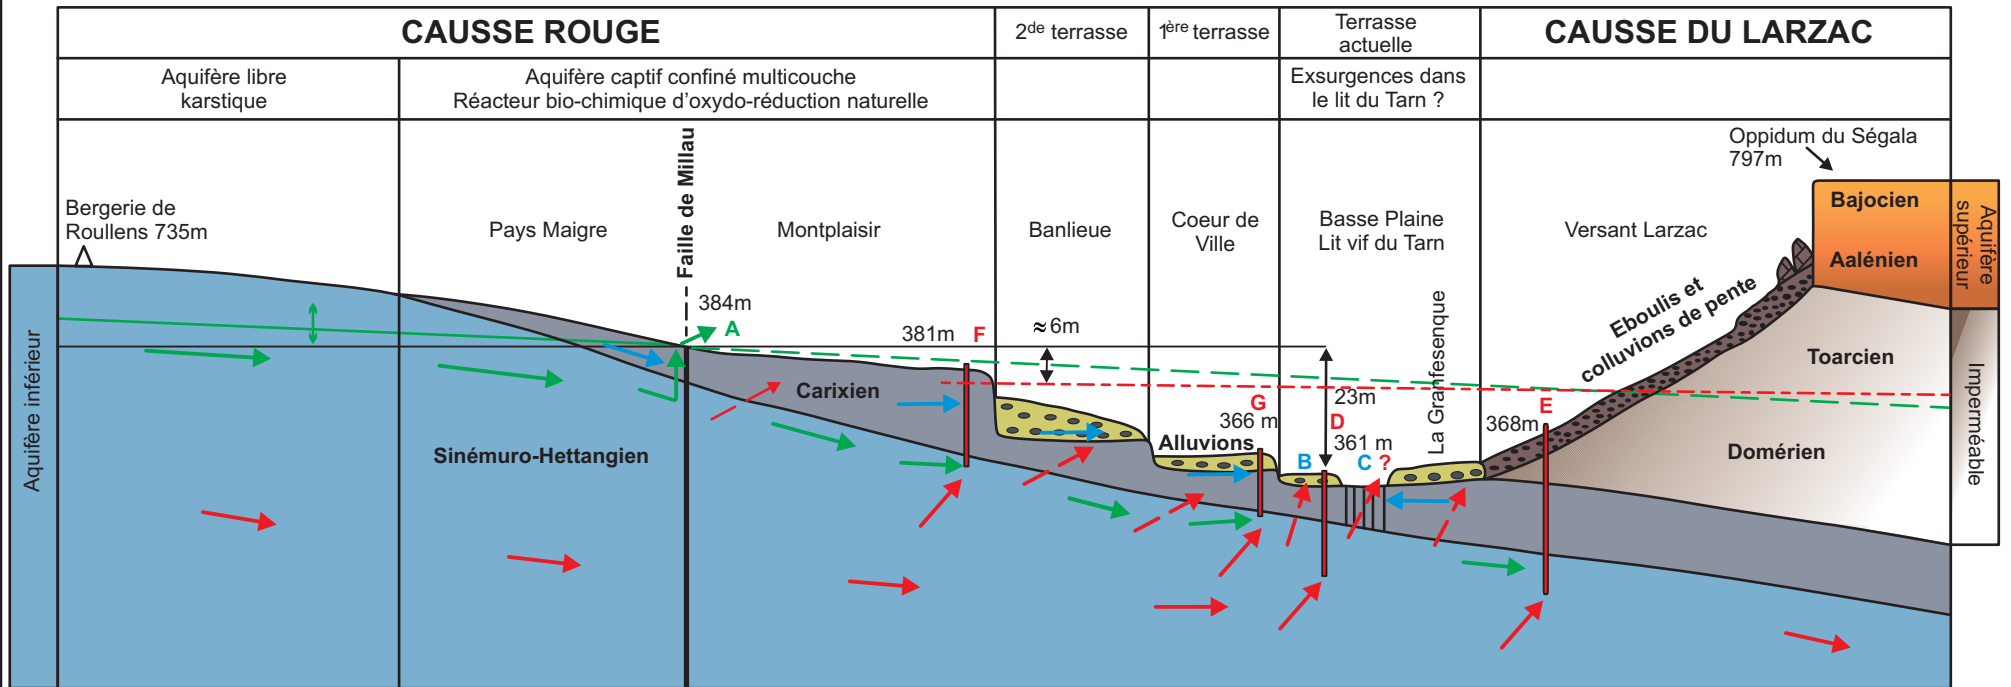 CAUSSE ROUGE
2de terrasse
1ère terrasse
Terrasse
actuelle
CAUSSE DU LARZAC
Aquifère libre
karstique
Aquifère captif confiné multicouche
Réacteur bio-chimique d'oxydo-réduction naturelle
Exsurgences dans
le lit du Tarn ?
Oppidum du Ségala
797m
Bergerie de
Roullens 735m
Pays Maigre
Faille de Millau
Montplaisir
Banlieue
Coeur de
Ville
Basse Plaine
Lit vif du Tarn
Versant Larzac
Bajocien
Aalénien
Aquifère
supérieur
384m
A
381m
F
≈6m
La Granfesenque
Eboulis et
colluvions de pente
Toarcien
Imperméable
Carixien
23m
G
366 m
D
361 m
E
368m
Alluvions
B
C
?
Domérien
Aquifère inférieur
Sinémuro-Hettangien